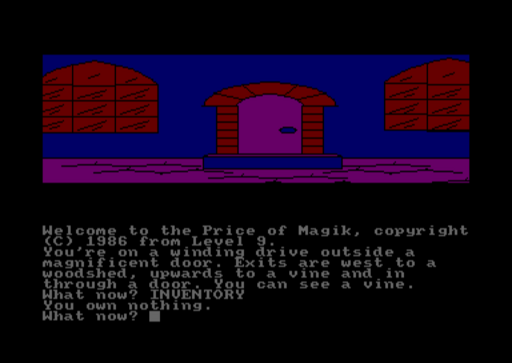 Welcome to the Price of Magik, copyright
(C) 1986 from Level 9.
You're on a winding drive outside a
magnificent door. Exits are west to a
woodshed, upwards to a vine and in
through a door. You can see a vine.
What now? INVENTORY
You own nothing.
What now?